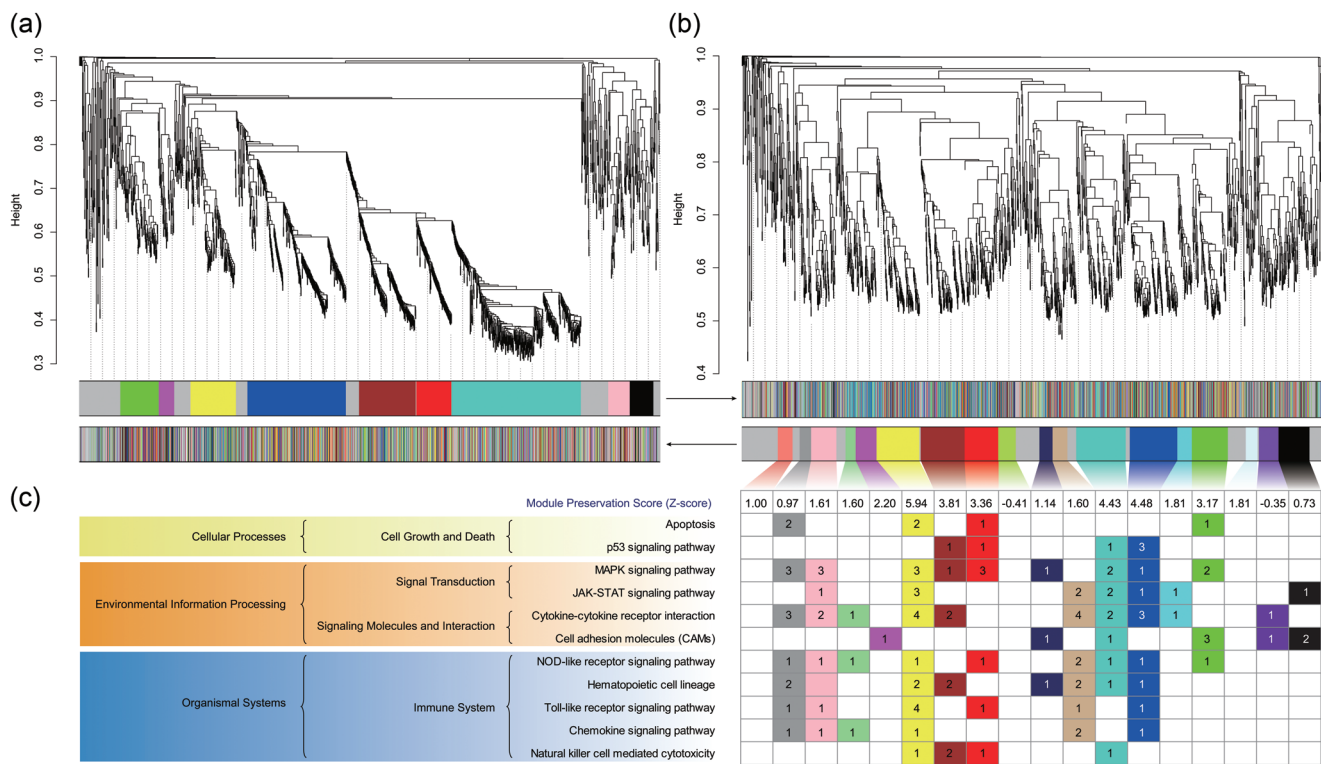 (a)
(b)
1.0
0.9
0.8
0.7
0.6
0.5
0.4
0.3
Height
1.0
0.9
0.8
0.7
0.6
0.5
0.4
Height
(c)
Module Preservation Score (Z-score) 1.00 0.97 1.61 1.60 2.20 5.94 3.81 3.36 -0.41 1.14 1.60 4.43 4.48 1.81 3.17 1.81 -0.35 0.73
Cellular Processes
Cell Growth and Death
Apoptosis 2 2 1 1
p53 signaling pathway 1 1 1 3
Environmental Information Processing
Signal Transduction
MAPK signaling pathway 3 3 3 1 3 1 2 1 2
JAK-STAT signaling pathway 1 3 2 2 1 1 1
Signaling Molecules and Interaction
Cytokine-cytokine receptor interaction 3 2 1 4 2 4 2 3 1 1
Cell adhesion molecules (CAMs) 1 1 1 3 1 2
Organismal Systems
Immune System
NOD-like receptor signaling pathway 1 1 1 1 1 2 1 1 1
Hematopoietic cell lineage 2 2 2 1 2 1 1
Toll-like receptor signaling pathway 1 1 4 1 1 1
Chemokine signaling pathway 1 1 1 1 2 1
Natural killer cell mediated cytotoxicity 1 2 1 1